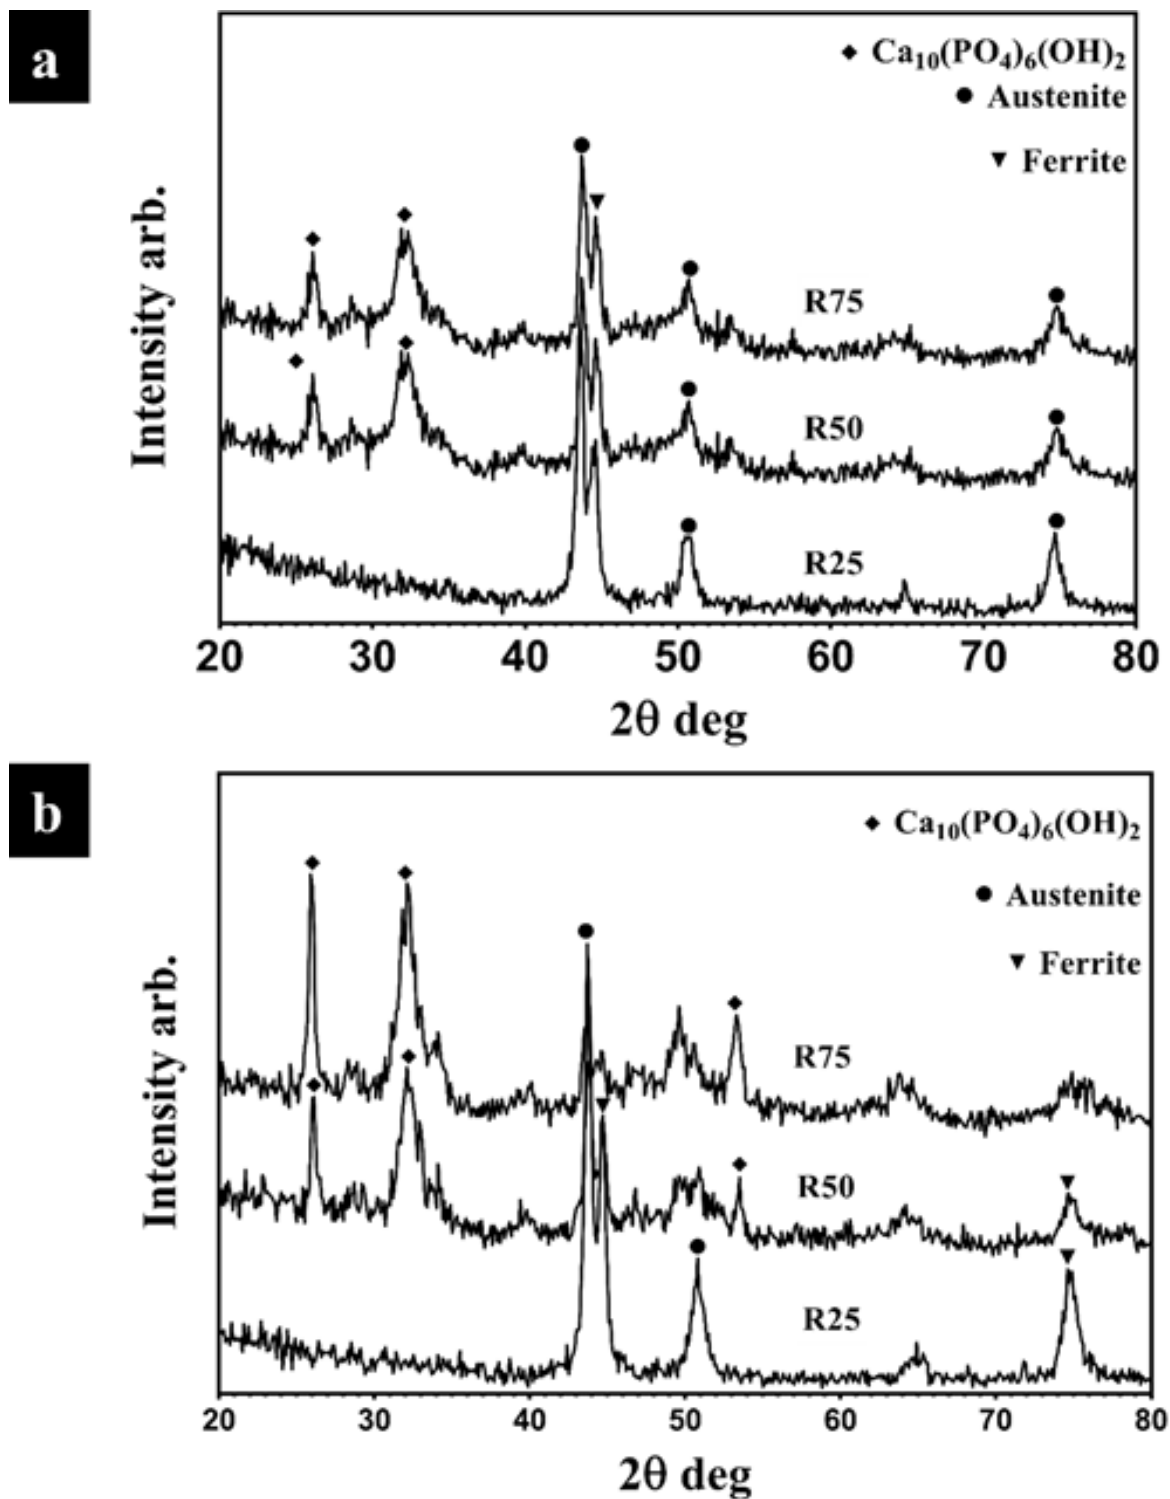 a
◆ Ca₁₀(PO₄)₆(OH)₂
● Austenite
▼ Ferrite
Intensity arb.
R75
R50
R25
20 30 40 50 60 70 80
2θ deg
b
◆ Ca₁₀(PO₄)₆(OH)₂
● Austenite
▼ Ferrite
Intensity arb.
R75
R50
R25
20 30 40 50 60 70 80
2θ deg